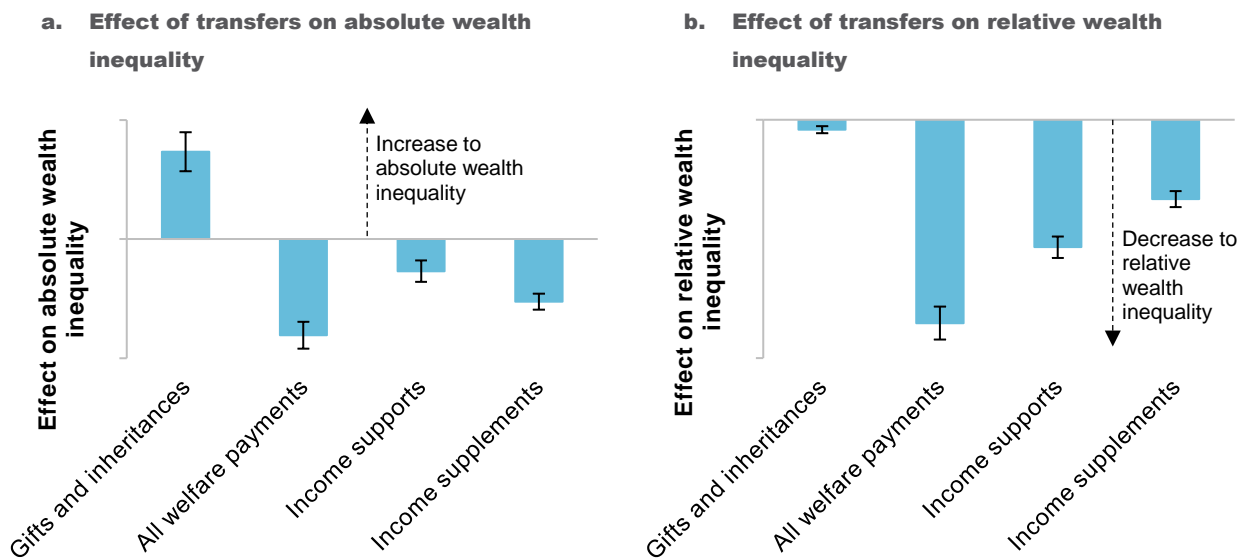 a. Effect of transfers on absolute wealth
inequality
Effect on absolute wealth
inequality
Increase to
absolute wealth
inequality
Gifts and inheritances
All welfare payments
Income supports
Income supplements
b. Effect of transfers on relative wealth
inequality
Effect on relative wealth
inequality
Decrease to
relative
wealth
inequality
Gifts and inheritances
All welfare payments
Income supports
Income supplements